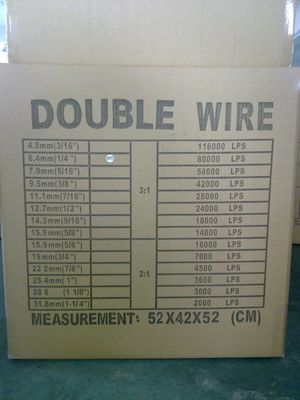 DOUBLE WIRE
4.8mm(3/16") 116000 LPS
6.4mm(1/4") 80000 LPS
7.9mm(5/16") 58000 LPS
9.5mm(3/8") 3:1 42000 LPS
11.1mm(7/16") 28000 LPS
12.7mm(1/2") 24000 LPS
14.3mm(9/16") 18000 LPS
15.9mm(5/8") 14000 LPS
15.9mm(5/8") 10000 LPS
19mm(3/4") 7000 LPS
22 2mm(7/8") 2:1 4500 LPS
25.4mm(1") 3600 LPS
28 6 (1 1/8") 3000 LPS
31.8mm(1-1/4") 2000 LPS
MEASUREMENT: 52X42X52 (CM)